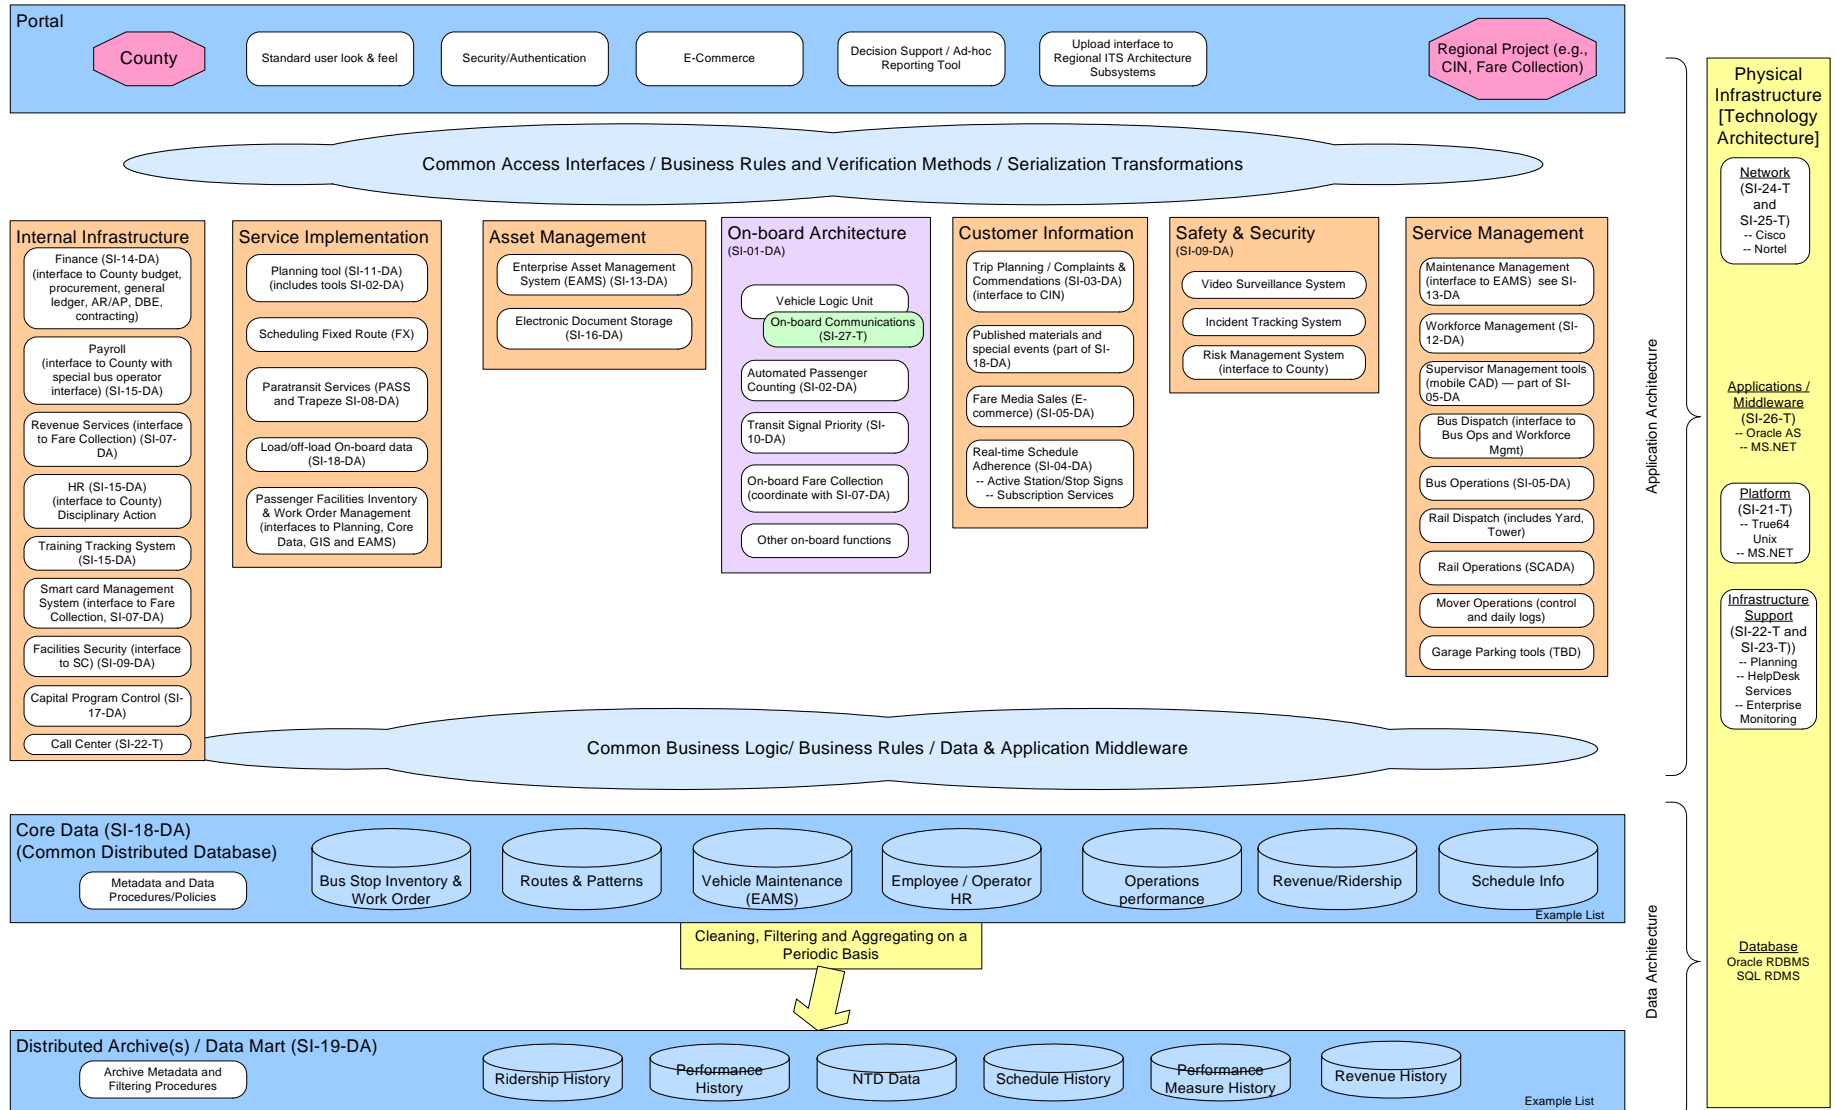 Portal
County
Standard user look & feel
Security/Authentication
E-Commerce
Decision Support / Ad-hoc
Reporting Tool
Upload interface to
Regional ITS Architecture
Subsystems
Regional Project (e.g.,
CIN, Fare Collection)
Common Access Interfaces / Business Rules and Verification Methods / Serialization Transformations
Internal Infrastructure
Finance (SI-14-DA)
(interface to County budget,
procurement, general
ledger, AR/AP, DBE,
contracting)
Payroll
(interface to County with
special bus operator
interface) (SI-15-DA)
Revenue Services (interface
to Fare Collection) (SI-07-
DA)
HR (SI-15-DA)
(interface to County)
Disciplinary Action
Training Tracking System
(SI-15-DA)
Smart card Management
System (interface to Fare
Collection, SI-07-DA)
Facilities Security (interface
to SC) (SI-09-DA)
Capital Program Control (SI-
17-DA)
Call Center (SI-22-T)
Service Implementation
Planning tool (SI-11-DA)
(includes tools SI-02-DA)
Scheduling Fixed Route (FX)
Paratransit Services (PASS
and Trapeze SI-08-DA)
Load/off-load On-board data
(SI-18-DA)
Passenger Facilities Inventory
& Work Order Management
(interfaces to Planning, Core
Data, GIS and EAMS)
Asset Management
Enterprise Asset Management
System (EAMS) (SI-13-DA)
Electronic Document Storage
(SI-16-DA)
On-board Architecture
(SI-01-DA)
Vehicle Logic Unit
On-board Communications
(SI-27-T)
Automated Passenger
Counting (SI-02-DA)
Transit Signal Priority (SI-
10-DA)
On-board Fare Collection
(coordinate with SI-07-DA)
Other on-board functions
Customer Information
Trip Planning / Complaints &
Commendations (SI-03-DA)
(interface to CIN)
Published materials and
special events (part of SI-
18-DA)
Fare Media Sales (E-
commerce) (SI-05-DA)
Real-time Schedule
Adherence (SI-04-DA)
-- Active Station/Stop Signs
-- Subscription Services
Safety & Security
(SI-09-DA)
Video Surveillance System
Incident Tracking System
Risk Management System
(interface to County)
Service Management
Maintenance Management
(interface to EAMS) see SI-
13-DA
Workforce Management (SI-
12-DA)
Supervisor Management tools
(mobile CAD) — part of SI-
05-DA
Bus Dispatch (interface to
Bus Ops and Workforce
Mgmt)
Bus Operations (SI-05-DA)
Rail Dispatch (includes Yard,
Tower)
Rail Operations (SCADA)
Mover Operations (control
and daily logs)
Garage Parking tools (TBD)
Common Business Logic/ Business Rules / Data & Application Middleware
Core Data (SI-18-DA)
(Common Distributed Database)
Metadata and Data
Procedures/Policies
Bus Stop Inventory &
Work Order
Routes & Patterns
Vehicle Maintenance
(EAMS)
Employee / Operator
HR
Operations
performance
Revenue/Ridership
Schedule Info
Example List
Cleaning, Filtering and Aggregating on a
Periodic Basis
Distributed Archive(s) / Data Mart (SI-19-DA)
Archive Metadata and
Filtering Procedures
Ridership History
Performance
History
NTD Data
Schedule History
Performance
Measure History
Revenue History
Example List
Application Architecture
Data Architecture
Physical
Infrastructure
[Technology
Architecture]
Network
(SI-24-T
and
SI-25-T)
-- Cisco
-- Nortel
Applications /
Middleware
(SI-26-T)
-- Oracle AS
-- MS.NET
Platform
(SI-21-T)
-- True64
Unix
-- MS.NET
Infrastructure
Support
(SI-22-T and
SI-23-T))
-- Planning
-- HelpDesk
Services
-- Enterprise
Monitoring
Database
Oracle RDBMS
SQL RDMS